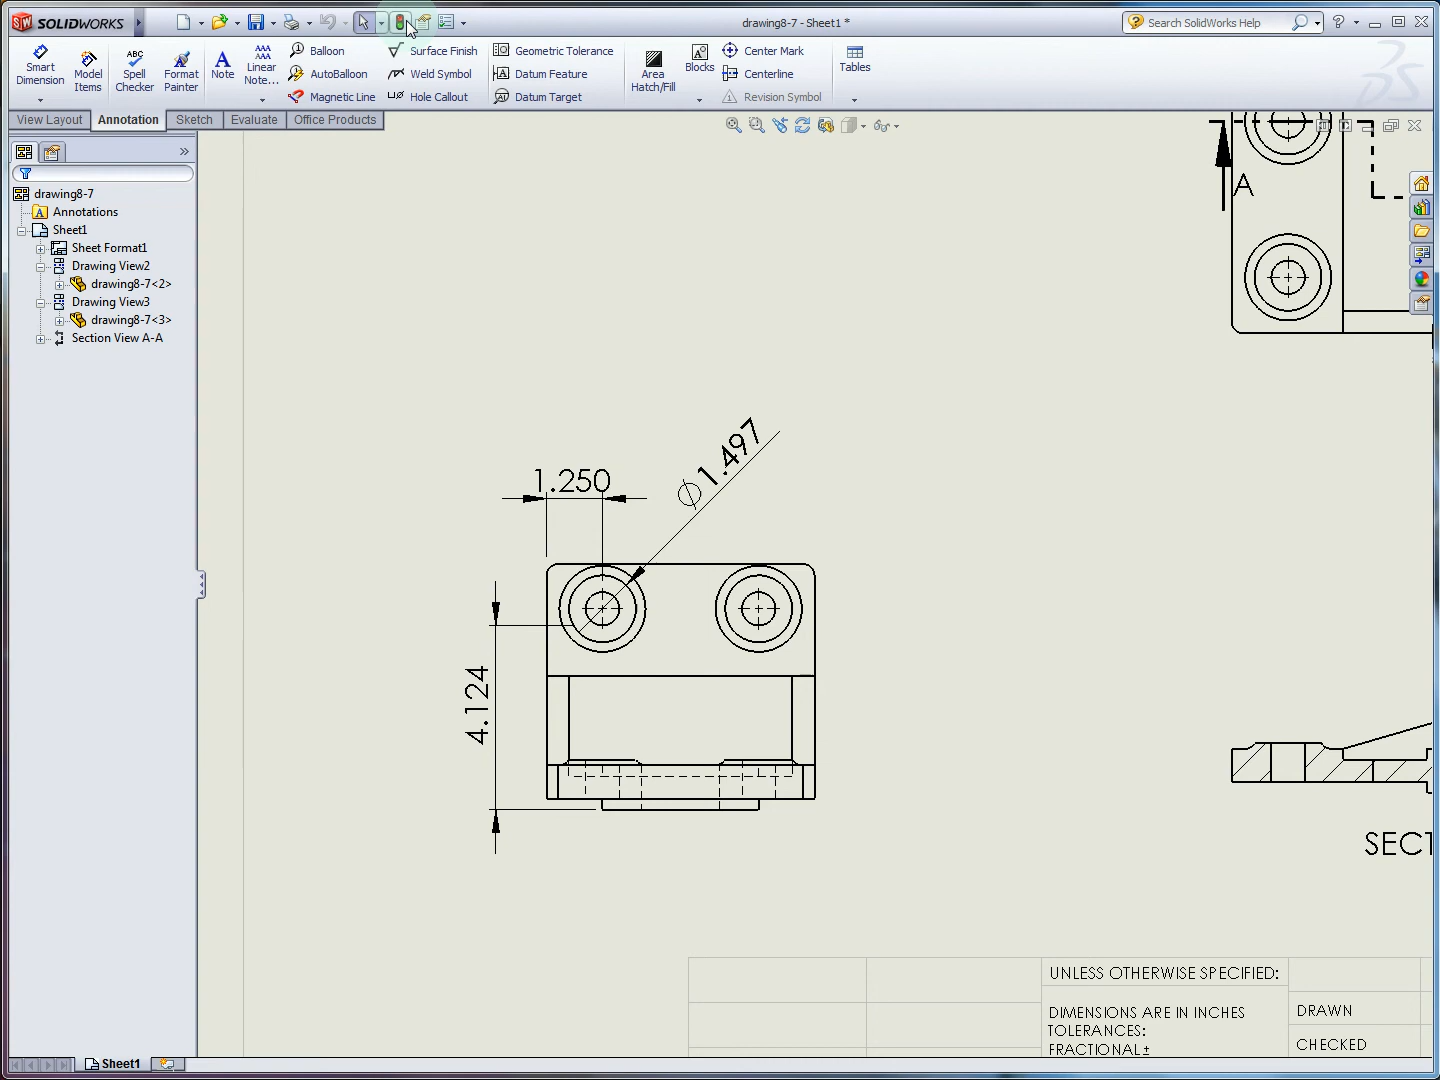 SOLIDWORKS
drawing8-7 - Sheet1 *
Search SolidWorks Help
Smart Dimension
Model Items
ABC
Spell Checker
Format Painter
Note
Linear Note...
Balloon
AutoBalloon
Magnetic Line
Surface Finish
Weld Symbol
Hole Callout
Geometric Tolerance
Datum Feature
Datum Target
Area Hatch/Fill
Blocks
Center Mark
Centerline
Revision Symbol
Tables
View Layout
Annotation
Sketch
Evaluate
Office Products
drawing8-7
Annotations
Sheet1
Sheet Format1
Drawing View2
drawing8-7<2>
Drawing View3
drawing8-7<3>
Section View A-A
A
1.250
∅1.497
4.124
SECT
UNLESS OTHERWISE SPECIFIED:
DIMENSIONS ARE IN INCHES
TOLERANCES:
FRACTIONAL±
DRAWN
CHECKED
Sheet1